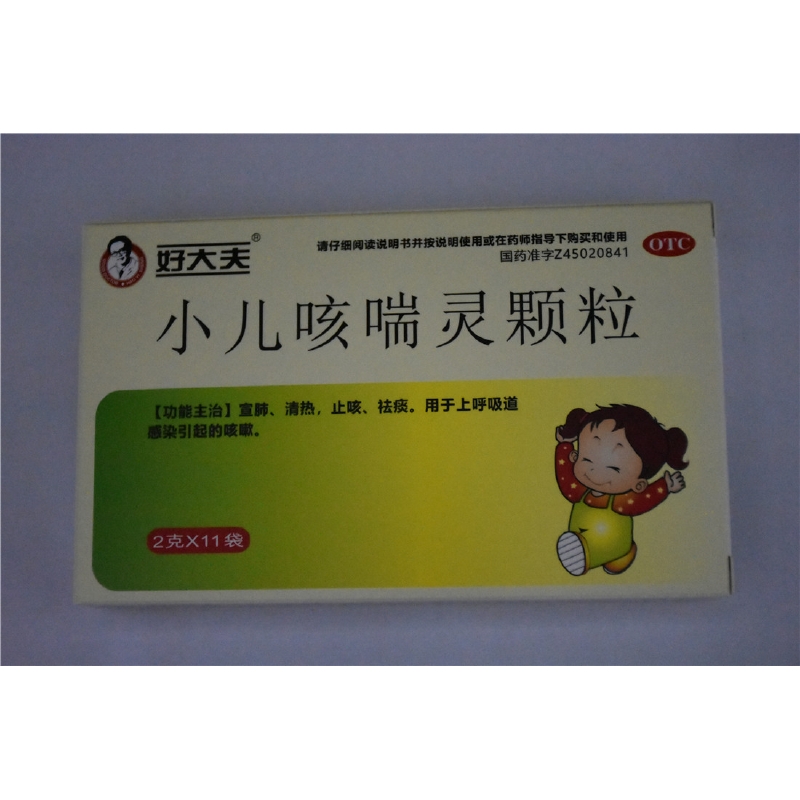 好大夫®
请仔细阅读说明书并按说明使用或在药师指导下购买和使用
国药准字Z45020841
OTC
小儿咳喘灵颗粒
【功能主治】宣肺、清热,止咳、祛痰。用于上呼吸道
感染引起的咳嗽。
2克X11袋